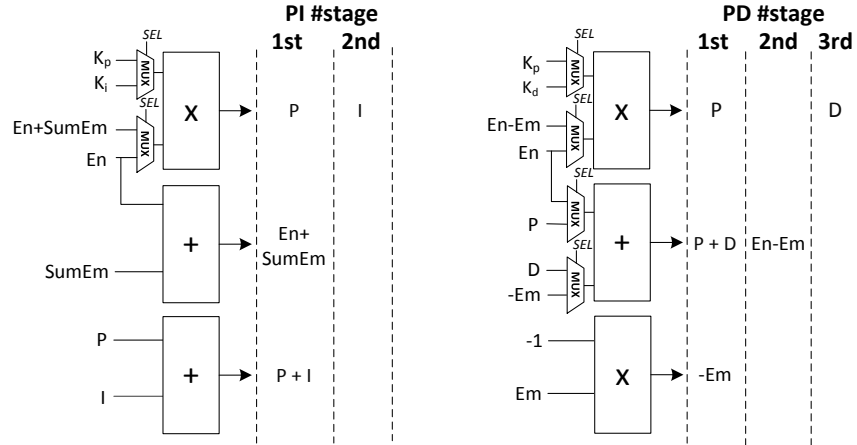 PI #stage
1st 2nd
SEL
Kp
Ki
MUX
SEL
X
P
I
En+SumEm
MUX
En
+
En+
SumEm
SumEm
P
+
P + I
I
PD #stage
1st 2nd 3rd
SEL
Kp
MUX
Kd
SEL
X
P
D
En-Em
MUX
En
SEL
MUX
P
+
P + D
En-Em
SEL
D
MUX
-Em
-1
X
-Em
Em